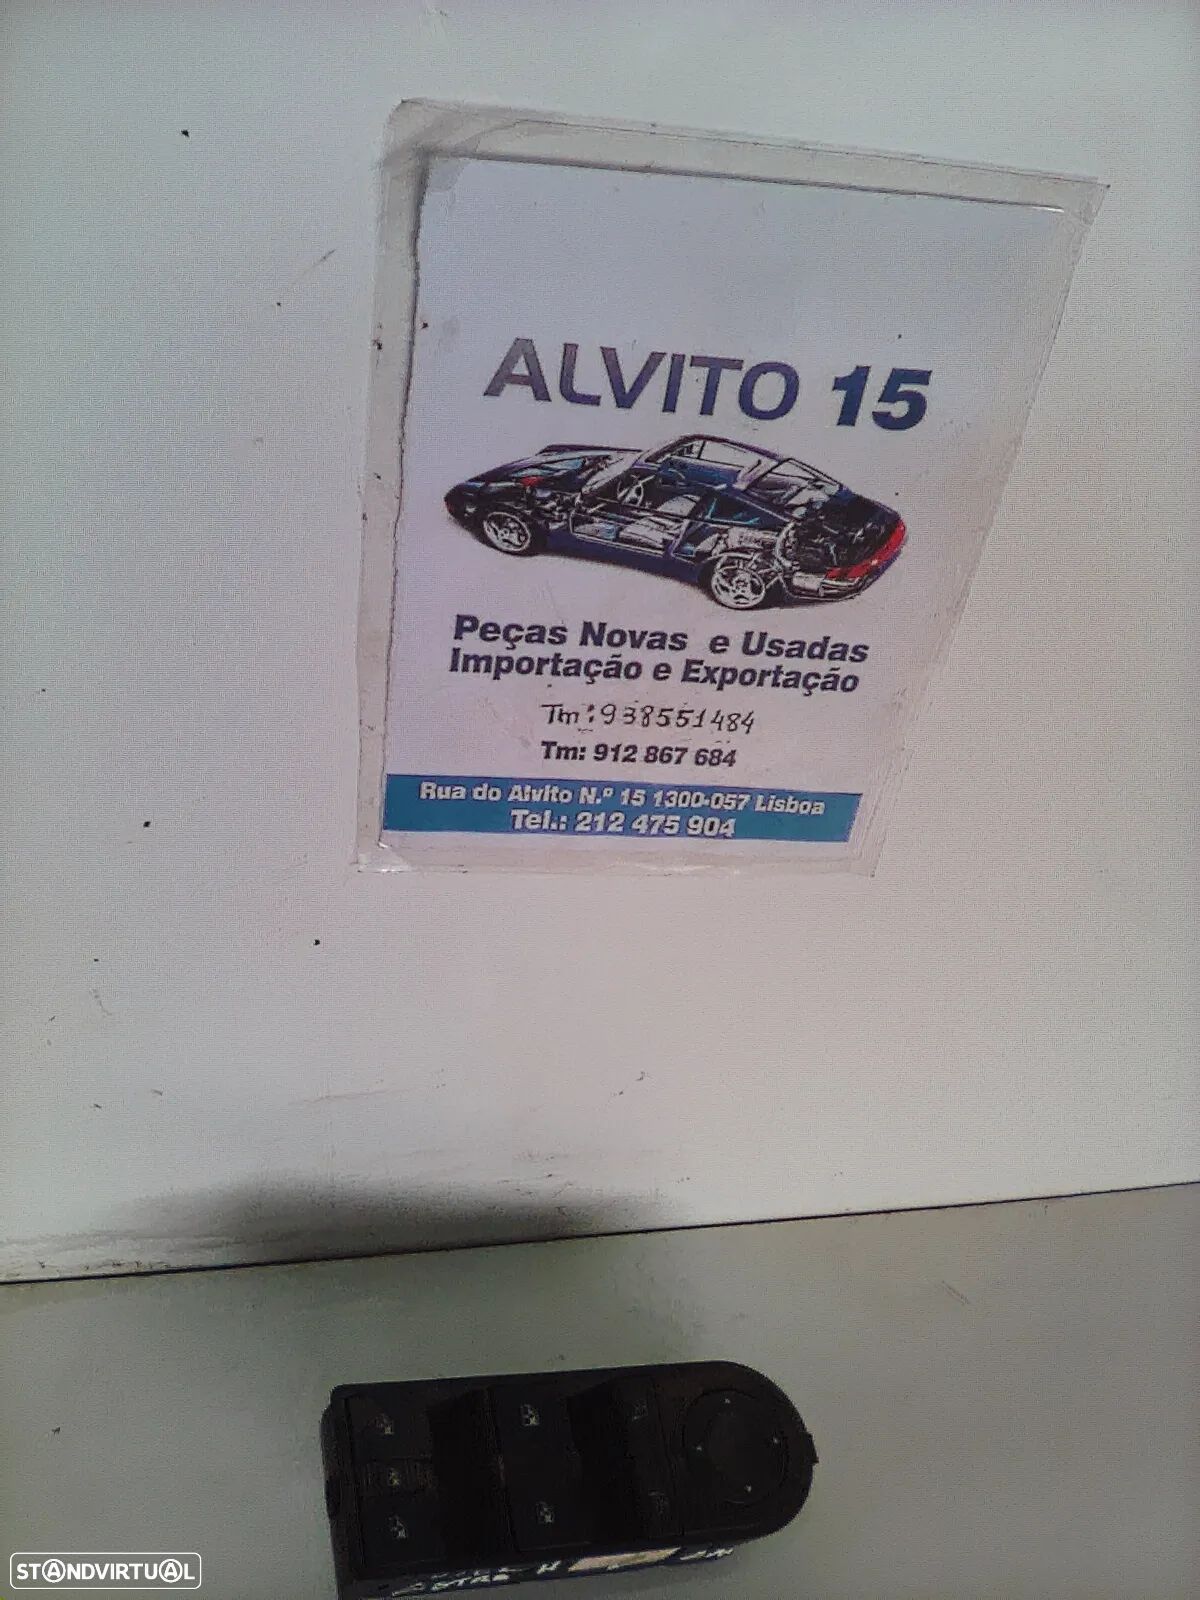 ALVITO 15
Peças Novas e Usadas
Importação e Exportação
Tm: 938551484
Tm: 912 867 684
Rua do Alvito N.º 15 1300-057 Lisboa
Tel.: 212 475 904
STANDVIRTUAL